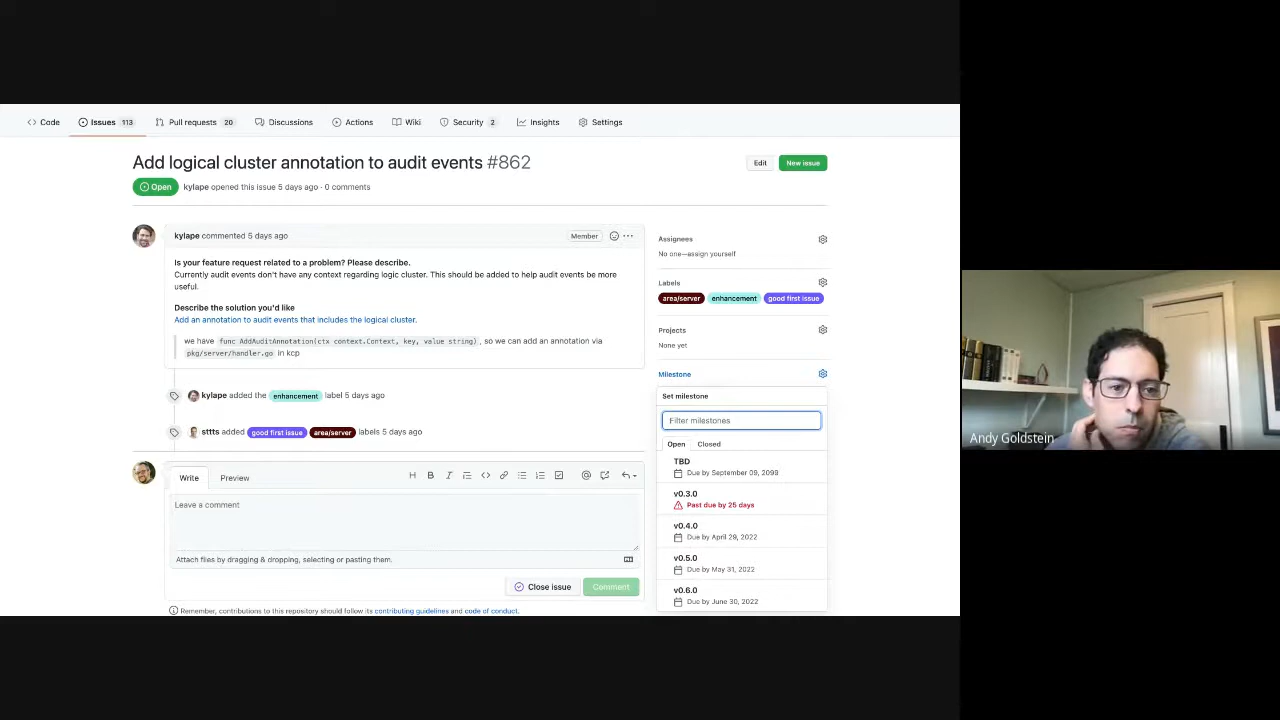 Code Issues 113 Pull requests 20 Discussions Actions Wiki Security 2 Insights Settings
Add logical cluster annotation to audit events #862
Edit New issue
Open kylape opened this issue 5 days ago · 0 comments
kylape commented 5 days ago Member
Is your feature request related to a problem? Please describe.
Currently audit events don't have any context regarding logic cluster. This should be added to help audit events be more
useful.
Describe the solution you'd like
Add an annotation to audit events that includes the logical cluster.
we have func AddAuditAnnotation(ctx context.Context, key, value string), so we can add an annotation via
pkg/server/handler.go in kcp
kylape added the enhancement label 5 days ago
sttts added good first issue area/server labels 5 days ago
Write Preview
Leave a comment
Attach files by dragging & dropping, selecting or pasting them.
Close issue Comment
Remember, contributions to this repository should follow its contributing guidelines and code of conduct.
Assignees
No one—assign yourself
Labels
area/server enhancement good first issue
Projects
None yet
Milestone
Set milestone
Filter milestones
Open Closed
TBD
Due by September 09, 2099
v0.3.0
Past due by 25 days
v0.4.0
Due by April 29, 2022
v0.5.0
Due by May 31, 2022
v0.6.0
Due by June 30, 2022
Andy Goldstein